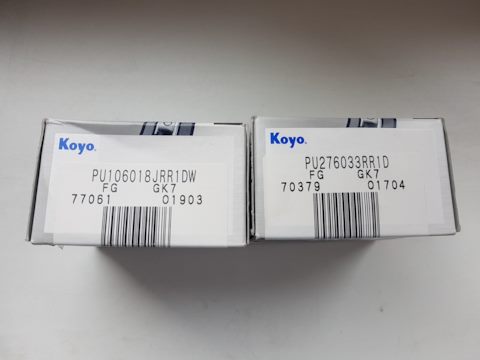 Koyo.
PU106018JRR1DW
FG GK7
77061 01903
Koyo.
PU276033RR1D
FG GK7
70379 01704